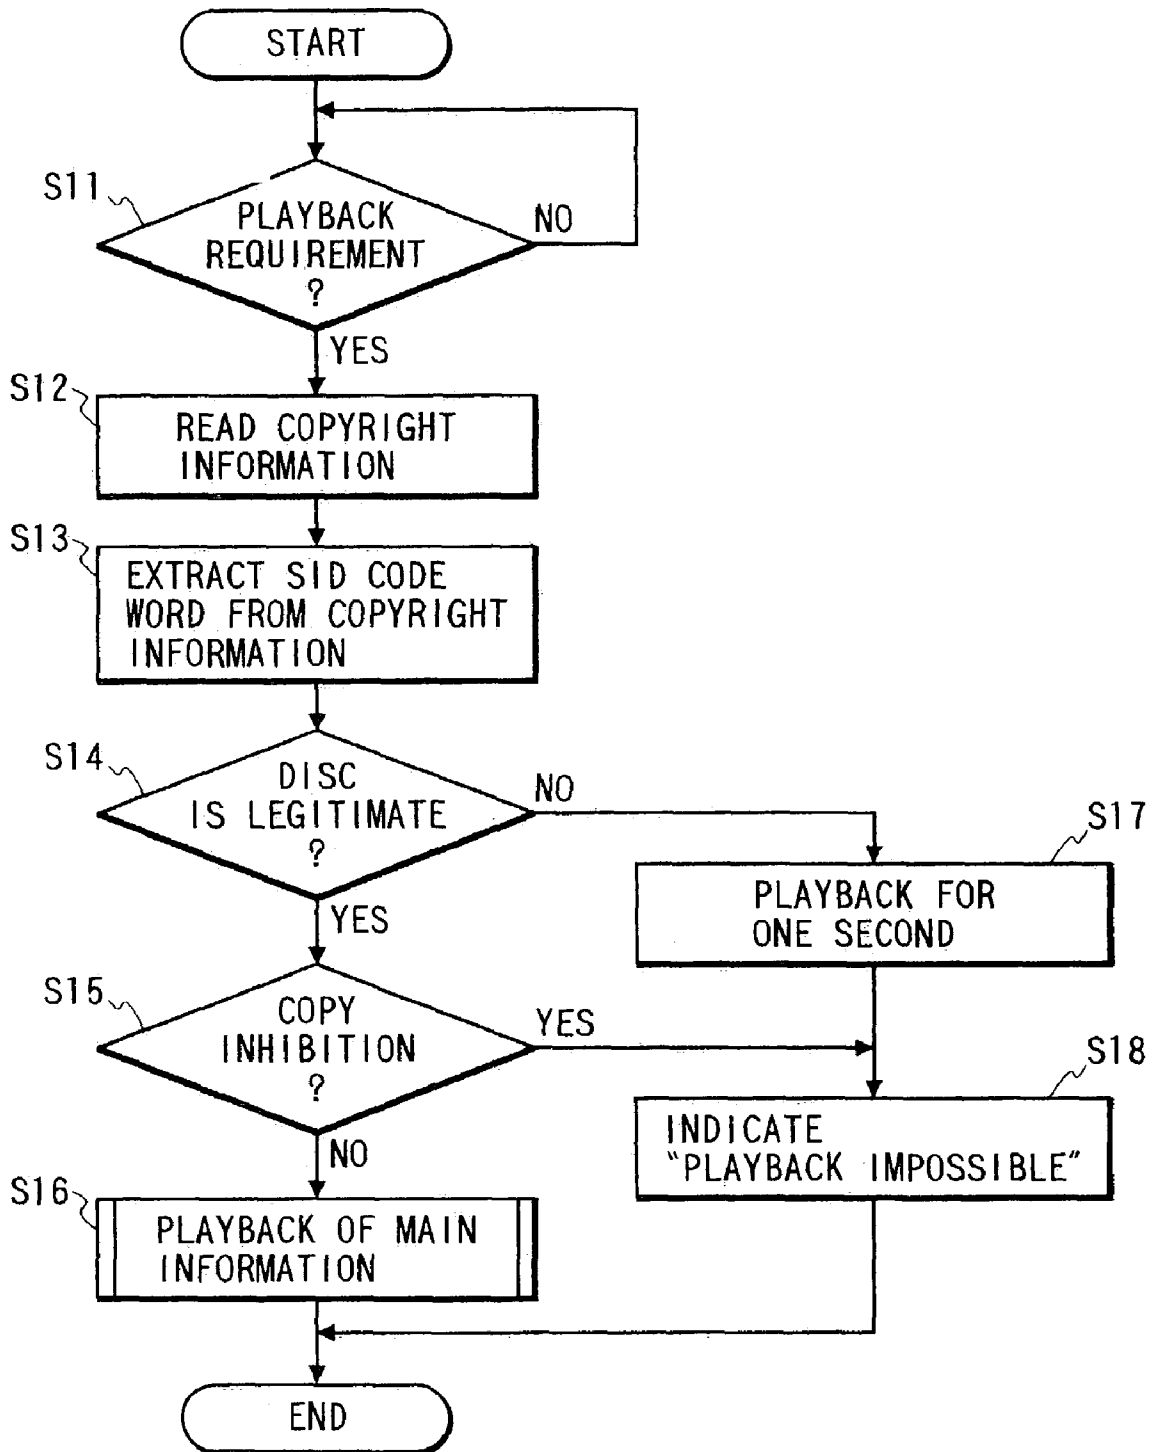 START
S11
PLAYBACK
REQUIREMENT
?
NO
YES
S12
READ COPYRIGHT
INFORMATION
S13
EXTRACT SID CODE
WORD FROM COPYRIGHT
INFORMATION
S14
DISC
IS LEGITIMATE
?
NO
YES
S17
PLAYBACK FOR
ONE SECOND
S15
COPY
INHIBITION
?
YES
NO
S18
INDICATE
"PLAYBACK IMPOSSIBLE"
S16
PLAYBACK OF MAIN
INFORMATION
END